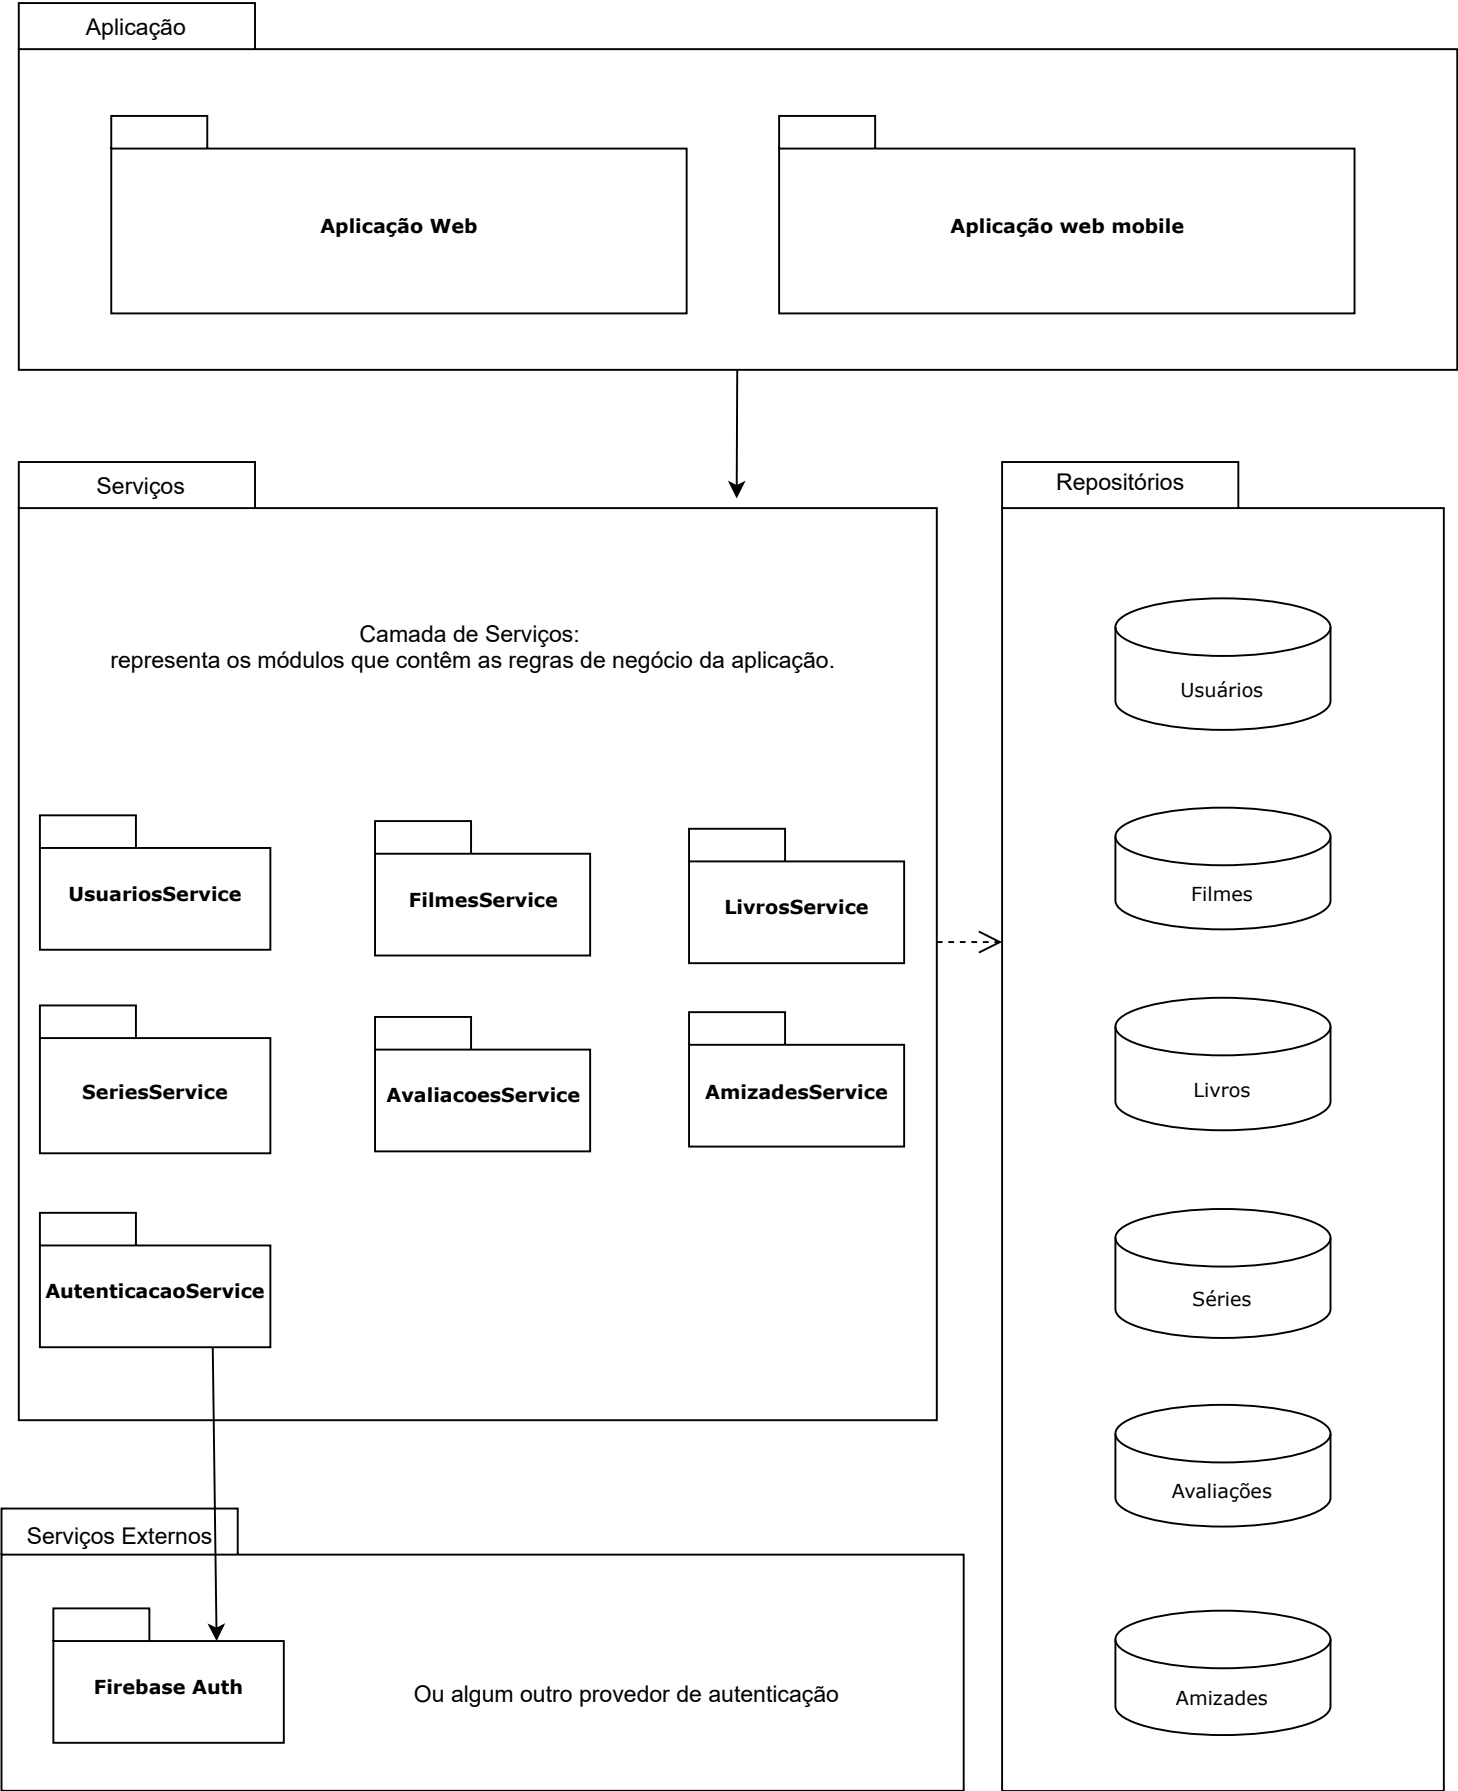 Aplicação
Aplicação Web
Aplicação web mobile
Serviços
Camada de Serviços:
representa os módulos que contêm as regras de negócio da aplicação.
UsuariosService
FilmesService
LivrosService
SeriesService
AvaliacoesService
AmizadesService
AutenticacaoService
Repositórios
Usuários
Filmes
Livros
Séries
Avaliações
Amizades
Serviços Externos
Firebase Auth
Ou algum outro provedor de autenticação